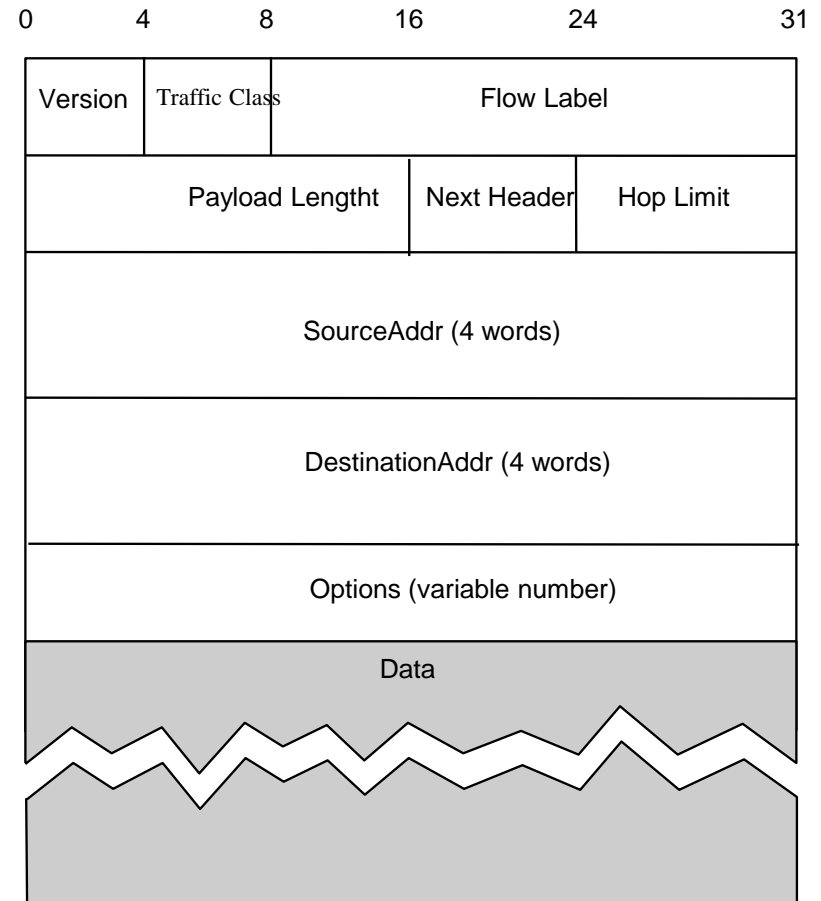 0 4 8 16 24 31
Version Traffic Class Flow Label
Payload Lengtht Next Header Hop Limit
SourceAddr (4 words)
DestinationAddr (4 words)
Options (variable number)
Data